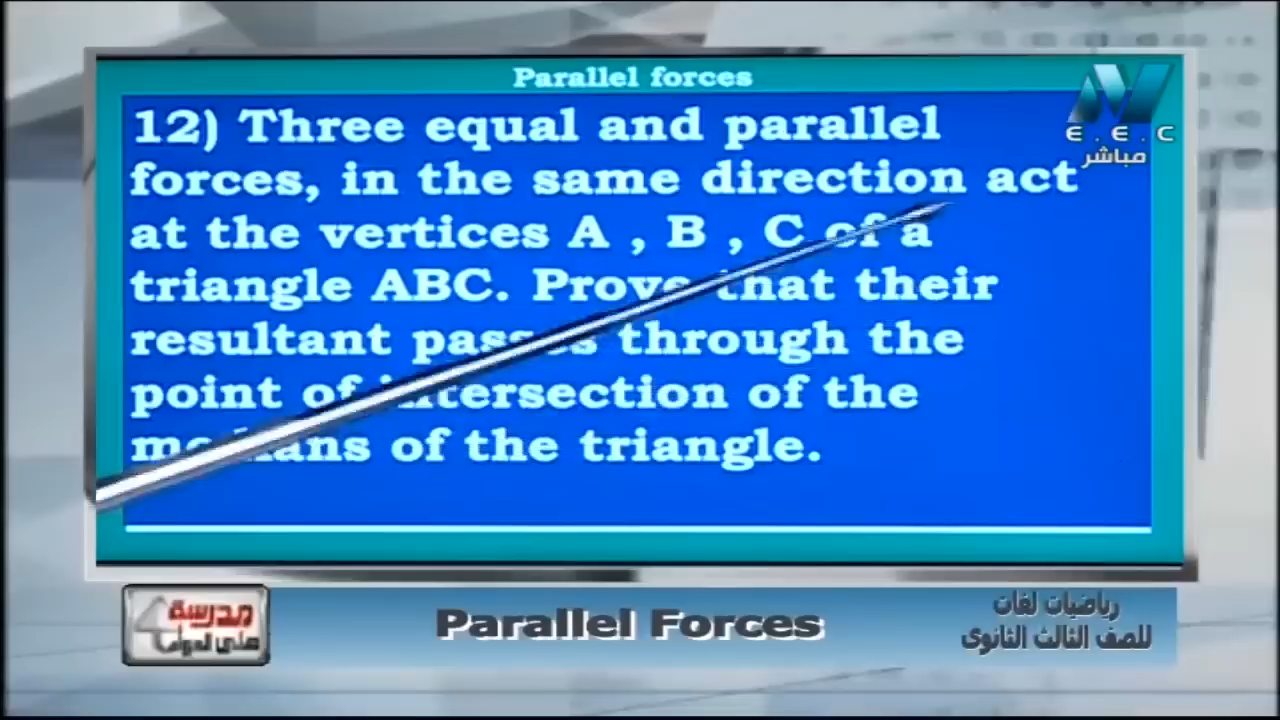 Parallel forces
12) Three equal and parallel
forces, in the same direction act
at the vertices A , B , C of a
triangle ABC. Prove that their
resultant passes through the
point of intersection of the
medians of the triangle.
E . E . C
مباشر
مدرسة
على الهواء
Parallel Forces
رياضيات لغات
للصف الثالث الثانوى